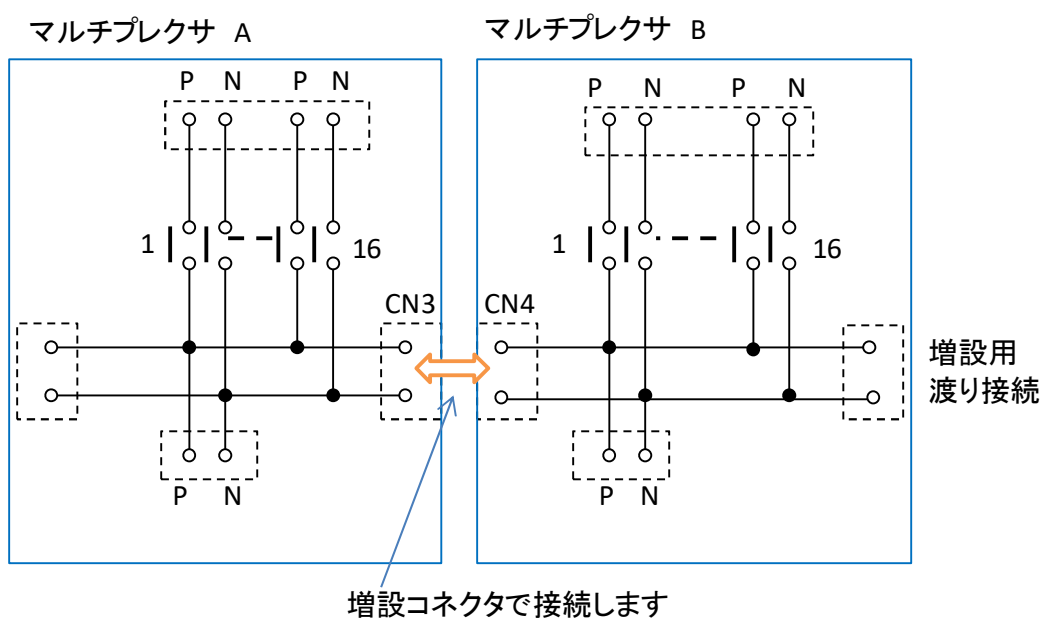 マルチプレクサ A
マルチプレクサ B
P N P N
P N P N
1 16
1 16
CN3
CN4
増設用
渡り接続
P N
P N
増設コネクタで接続します